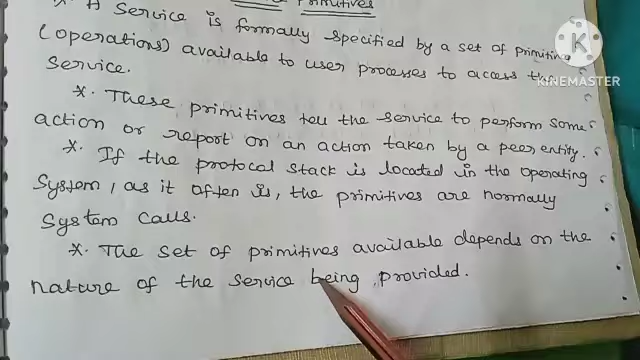 Primitives
*. A Service is formally specified by a set of primitives
(operations) available to user processes to access the
Service.
*. These primitives tell the service to perform some
action or report on an action taken by a peer entity.
*. If the protocal stack is located in the operating
System, as it often is, the primitives are normally
System calls.
*. The set of primitives available depends on the
nature of the service being provided.
KINEMASTER